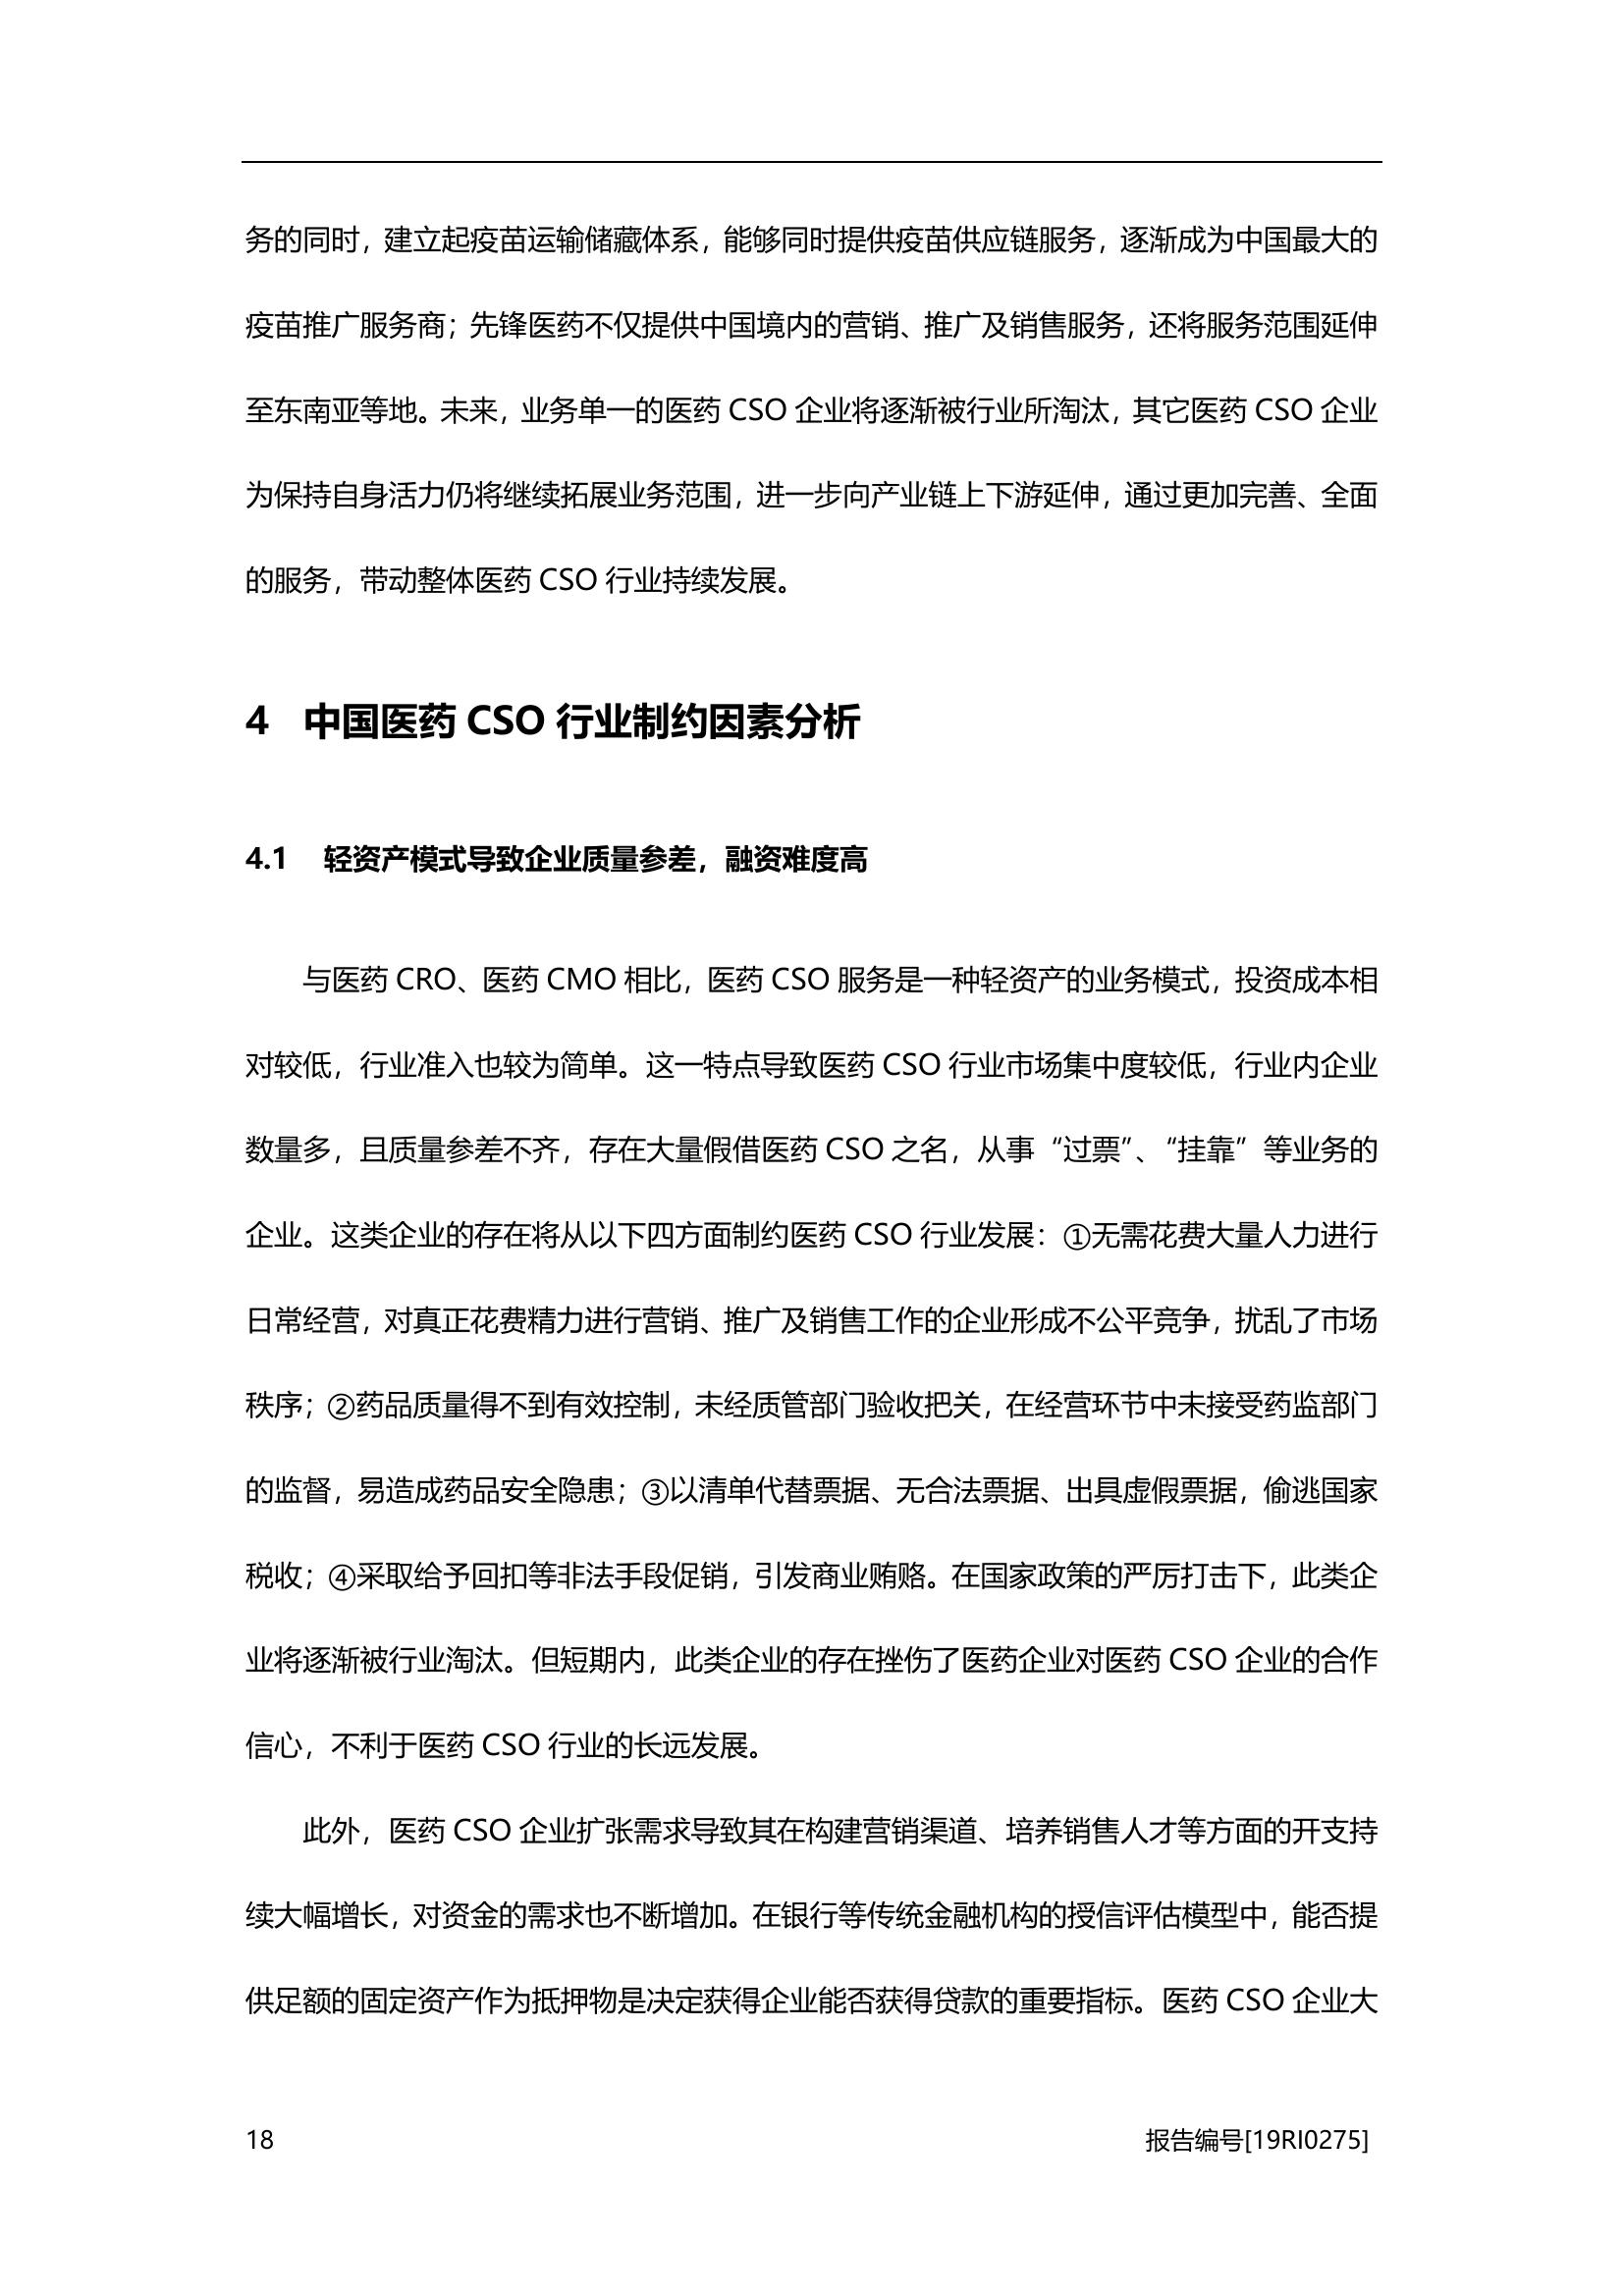 务的同时，建立起疫苗运输储藏体系，能够同时提供疫苗供应链服务，逐渐成为中国最大的
疫苗推广服务商；先锋医药不仅提供中国境内的营销、推广及销售服务，还将服务范围延伸
至东南亚等地。未来，业务单一的医药 CSO 企业将逐渐被行业所淘汰，其它医药 CSO 企业
为保持自身活力仍将继续拓展业务范围，进一步向产业链上下游延伸，通过更加完善、全面
的服务，带动整体医药 CSO 行业持续发展。
4 中国医药 CSO 行业制约因素分析
4.1 轻资产模式导致企业质量参差，融资难度高
与医药 CRO、医药 CMO 相比，医药 CSO 服务是一种轻资产的业务模式，投资成本相
对较低，行业准入也较为简单。这一特点导致医药 CSO 行业市场集中度较低，行业内企业
数量多，且质量参差不齐，存在大量假借医药 CSO 之名，从事“过票”、“挂靠”等业务的
企业。这类企业的存在将从以下四方面制约医药 CSO 行业发展：①无需花费大量人力进行
日常经营，对真正花费精力进行营销、推广及销售工作的企业形成不公平竞争，扰乱了市场
秩序；②药品质量得不到有效控制，未经质管部门验收把关，在经营环节中未接受药监部门
的监督，易造成药品安全隐患；③以清单代替票据、无合法票据、出具虚假票据，偷逃国家
税收；④采取给予回扣等非法手段促销，引发商业贿赂。在国家政策的严厉打击下，此类企
业将逐渐被行业淘汰。但短期内，此类企业的存在挫伤了医药企业对医药 CSO 企业的合作
信心，不利于医药 CSO 行业的长远发展。
此外，医药 CSO 企业扩张需求导致其在构建营销渠道、培养销售人才等方面的开支持
续大幅增长，对资金的需求也不断增加。在银行等传统金融机构的授信评估模型中，能否提
供足额的固定资产作为抵押物是决定获得企业能否获得贷款的重要指标。医药 CSO 企业大
18 报告编号[19RI0275]